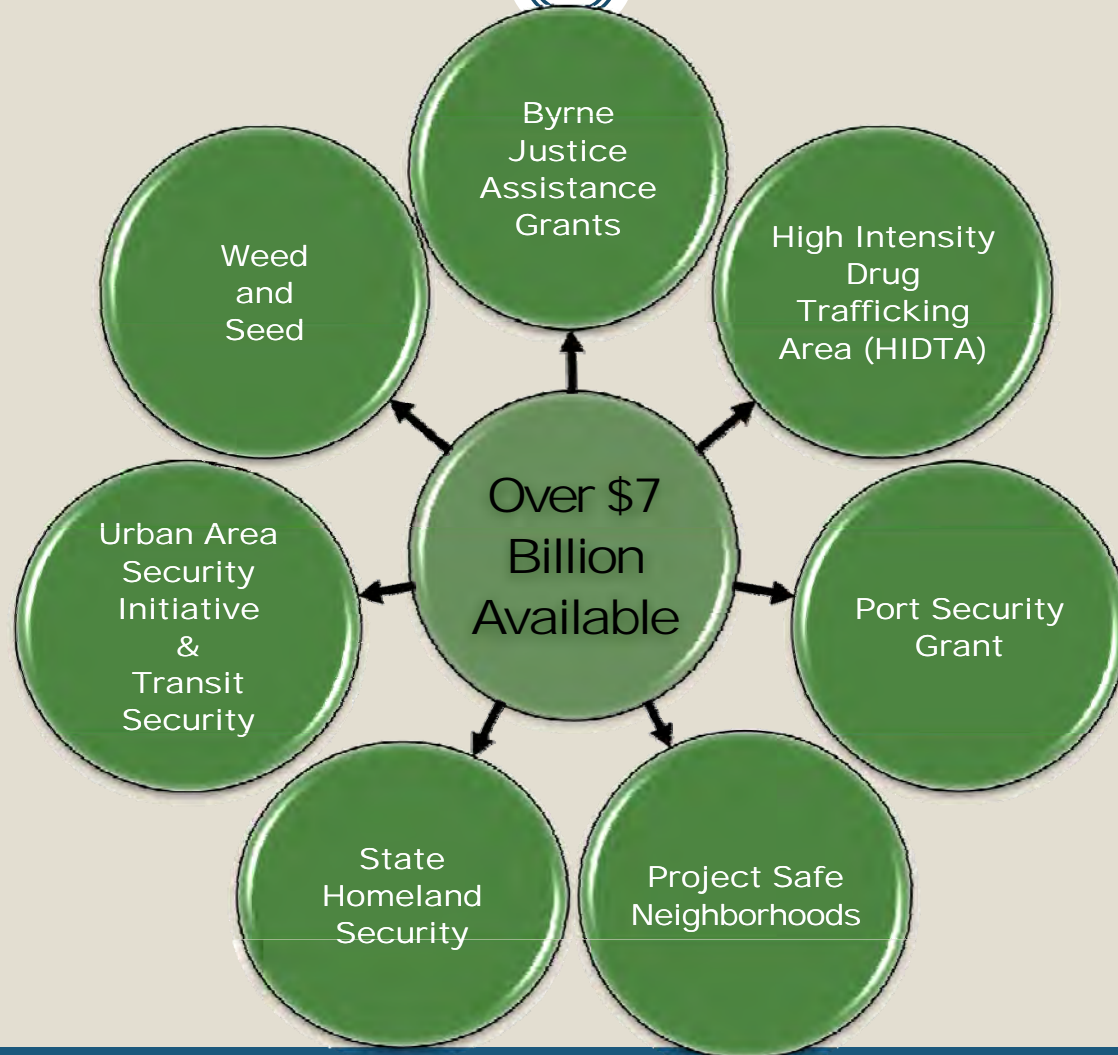 Byrne
Justice
Assistance
Grants
High Intensity
Drug
Trafficking
Area (HIDTA)
Port Security
Grant
Project Safe
Neighborhoods
State
Homeland
Security
Urban Area
Security
Initiative
&
Transit
Security
Weed
and
Seed
Over $7
Billion
Available